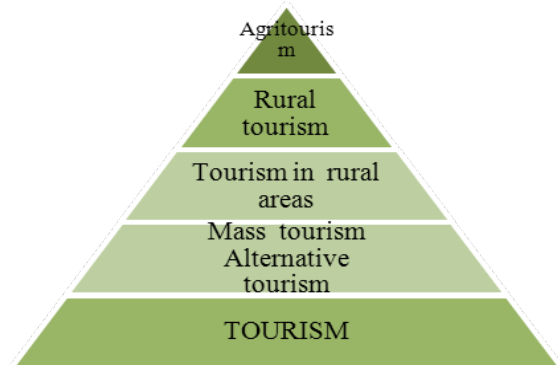 Agritouris
m
Rural
tourism
Tourism in rural
areas
Mass tourism
Alternative
tourism
TOURISM